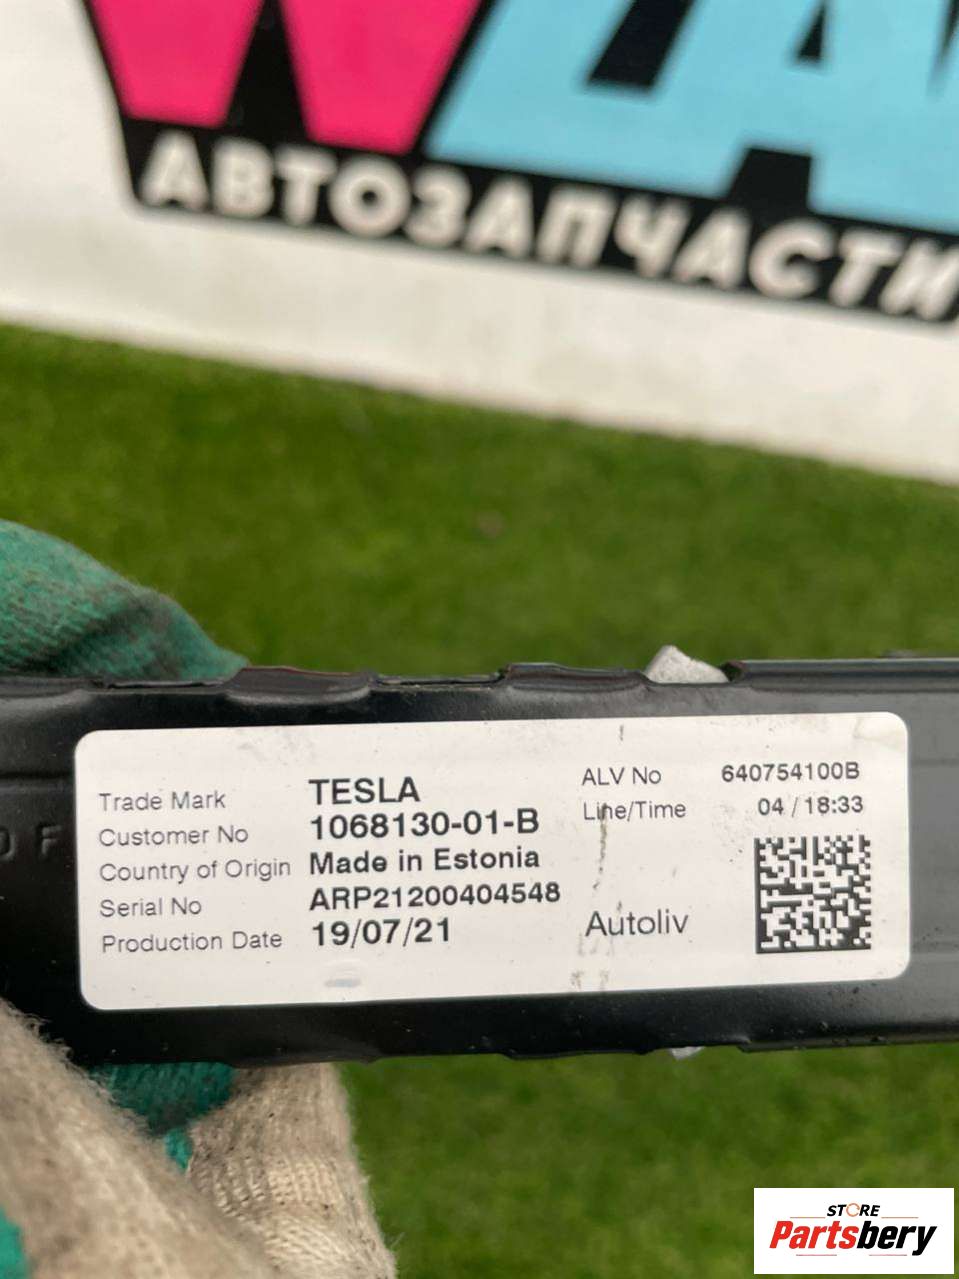 АВТОЗАПЧАСТИ
Trade Mark TESLA
Customer No 1068130-01-B
Country of Origin Made in Estonia
Serial No ARP21200404548
Production Date 19/07/21
ALV No 640754100B
Line/Time 04 / 18:33
Autoliv
STORE
Partsbery